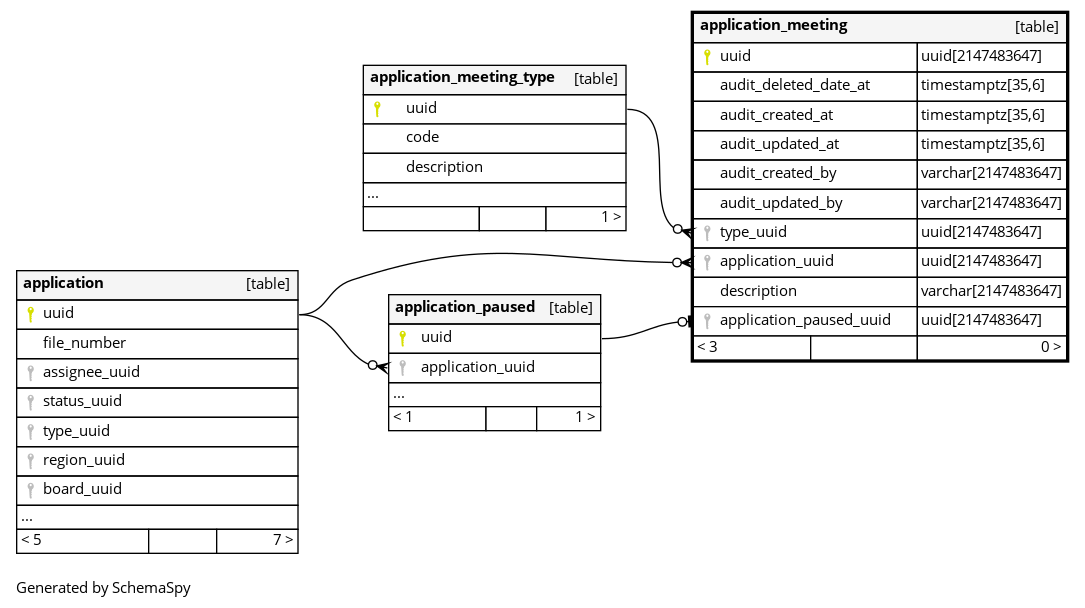 application_meeting [table]
uuid uuid[2147483647]
audit_deleted_date_at timestamptz[35,6]
audit_created_at timestamptz[35,6]
audit_updated_at timestamptz[35,6]
audit_created_by varchar[2147483647]
audit_updated_by varchar[2147483647]
type_uuid uuid[2147483647]
application_uuid uuid[2147483647]
description varchar[2147483647]
application_paused_uuid uuid[2147483647]
< 3 0 >
application_meeting_type [table]
uuid
code
description
...
1 >
application [table]
uuid
file_number
assignee_uuid
status_uuid
type_uuid
region_uuid
board_uuid
...
< 5 7 >
application_paused [table]
uuid
application_uuid
...
< 1 1 >
Generated by SchemaSpy